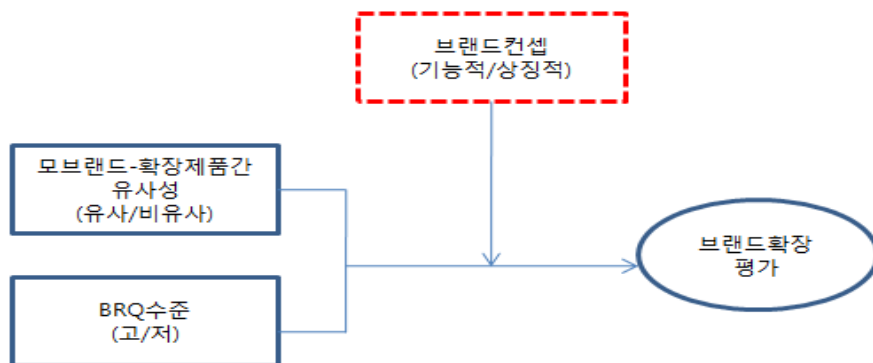 브랜드컨셉
(기능적/상징적)
모브랜드-확장제품간
유사성
(유사/비유사)
BRQ수준
(고/저)
브랜드확장
평가